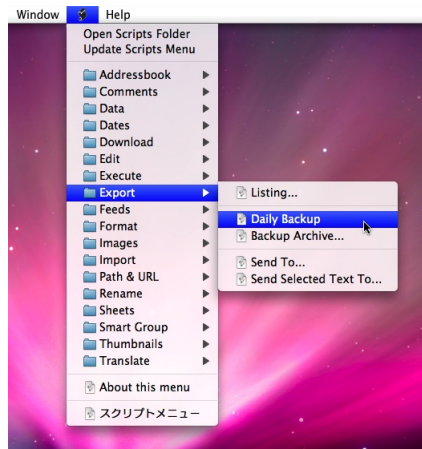 Window Help
Open Scripts Folder
Update Scripts Menu
Addressbook
Comments
Data
Dates
Download
Edit
Execute
Export
Feeds
Format
Images
Import
Path & URL
Rename
Sheets
Smart Group
Thumbnails
Translate
About this menu
スクリプトメニュー
Listing...
Daily Backup
Backup Archive...
Send To...
Send Selected Text To...